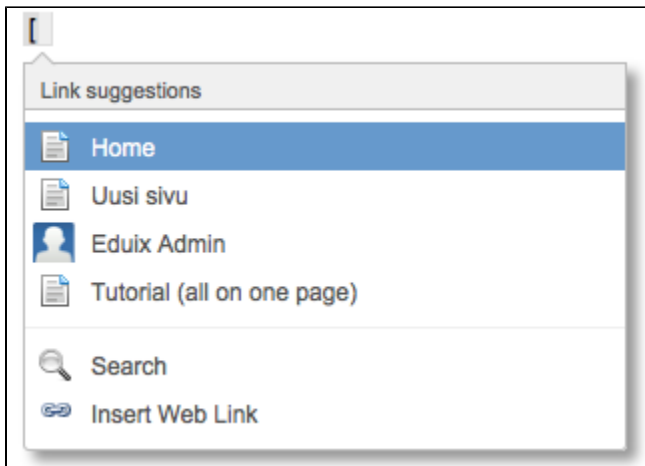 [
Link suggestions
Home
Uusi sivu
Eduix Admin
Tutorial (all on one page)
Search
Insert Web Link